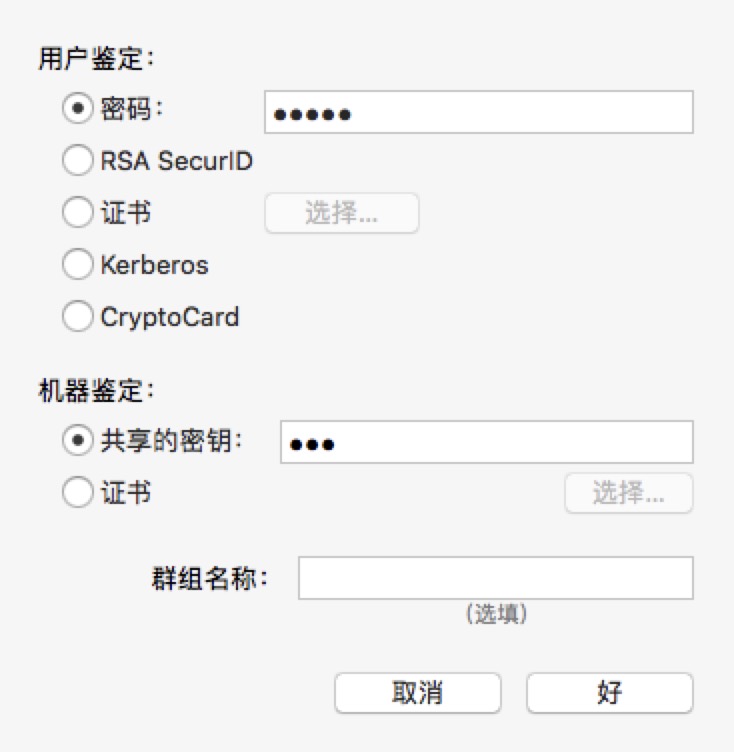 用户鉴定：
密码： •••••
RSA SecurID
证书 选择...
Kerberos
CryptoCard
机器鉴定：
共享的密钥： •••
证书 选择...
群组名称：
(选填)
取消 好